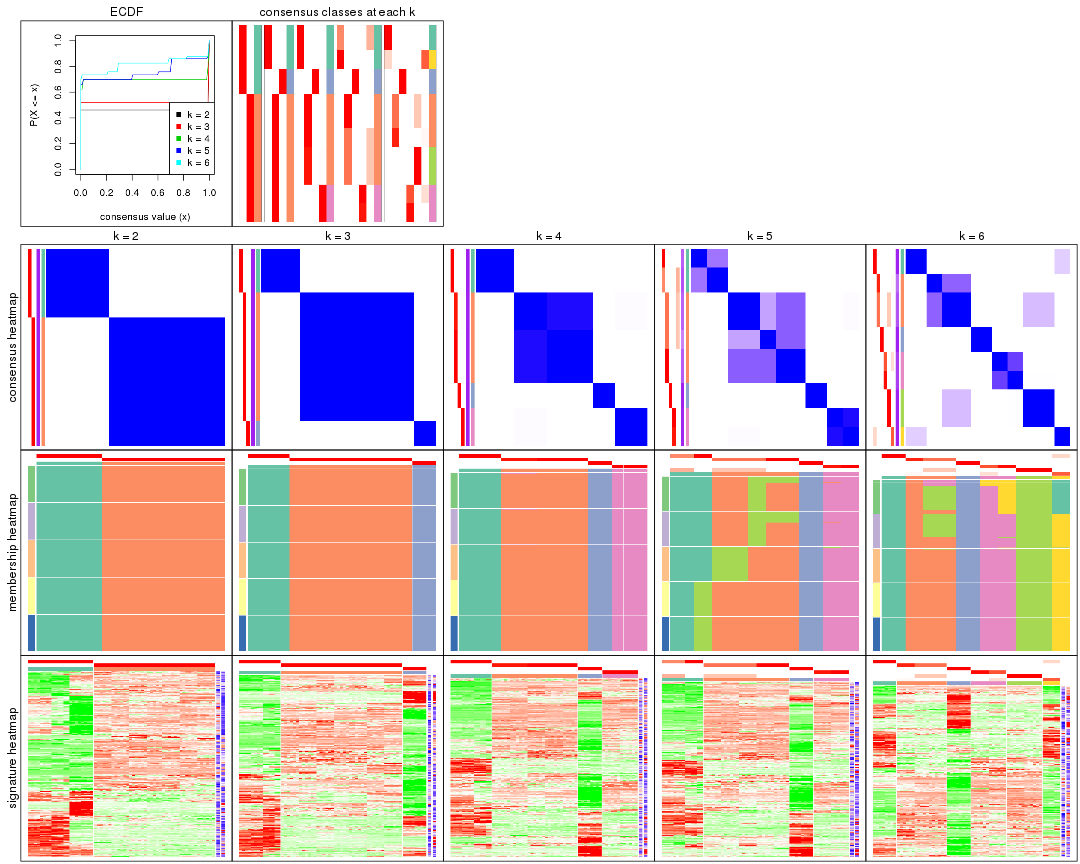 ECDF
consensus classes at each k
P(X <= x)
0.0 0.2 0.4 0.6 0.8 1.0
k = 2
k = 3
k = 4
k = 5
k = 6
0.0 0.2 0.4 0.6 0.8 1.0
consensus value (x)
k = 2
k = 3
k = 4
k = 5
k = 6
consensus heatmap
membership heatmap
signature heatmap